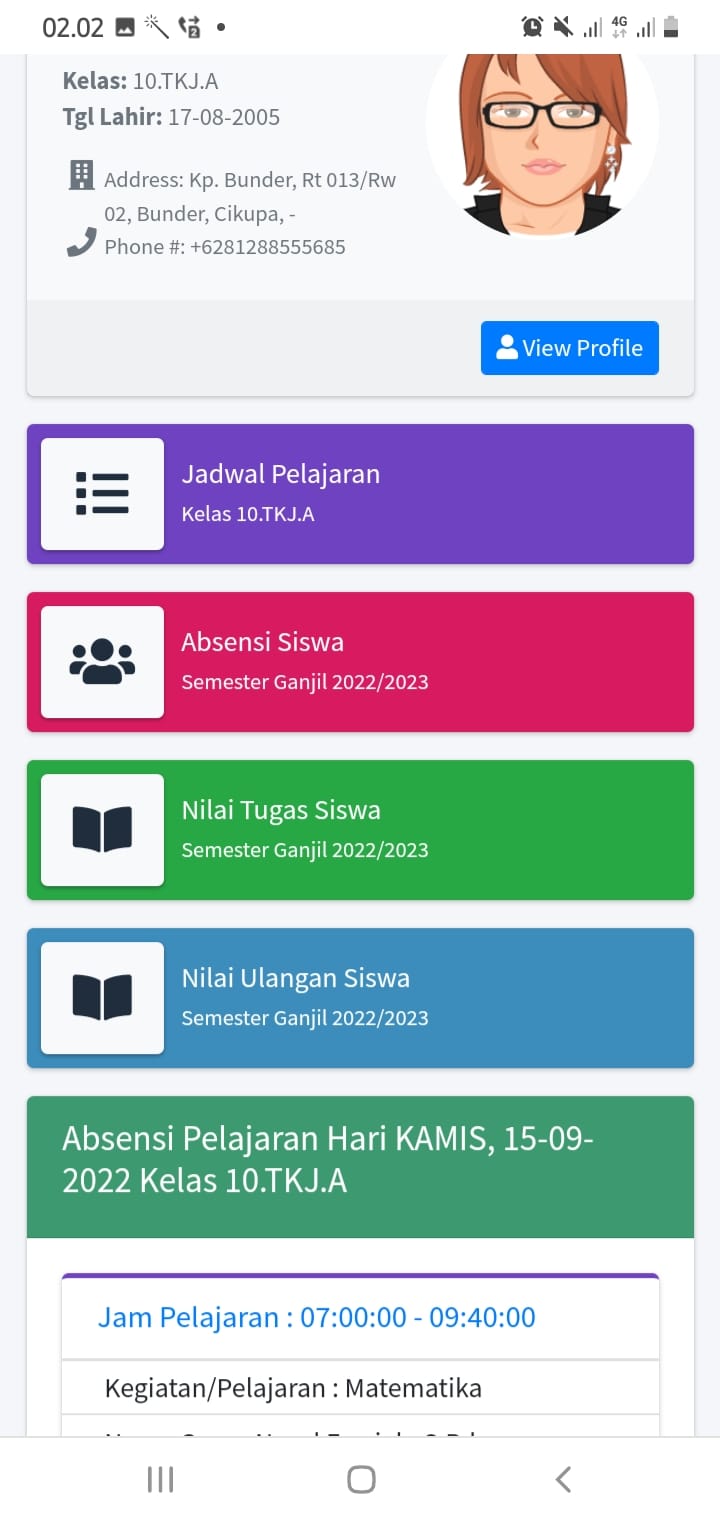 02.02
4G
Kelas: 10.TKJ.A
Tgl Lahir: 17-08-2005
Address: Kp. Bunder, Rt 013/Rw
02, Bunder, Cikupa, -
Phone #: +6281288555685
View Profile
Jadwal Pelajaran
Kelas 10.TKJ.A
Absensi Siswa
Semester Ganjil 2022/2023
Nilai Tugas Siswa
Semester Ganjil 2022/2023
Nilai Ulangan Siswa
Semester Ganjil 2022/2023
Absensi Pelajaran Hari KAMIS, 15-09-
2022 Kelas 10.TKJ.A
Jam Pelajaran : 07:00:00 - 09:40:00
Kegiatan/Pelajaran : Matematika